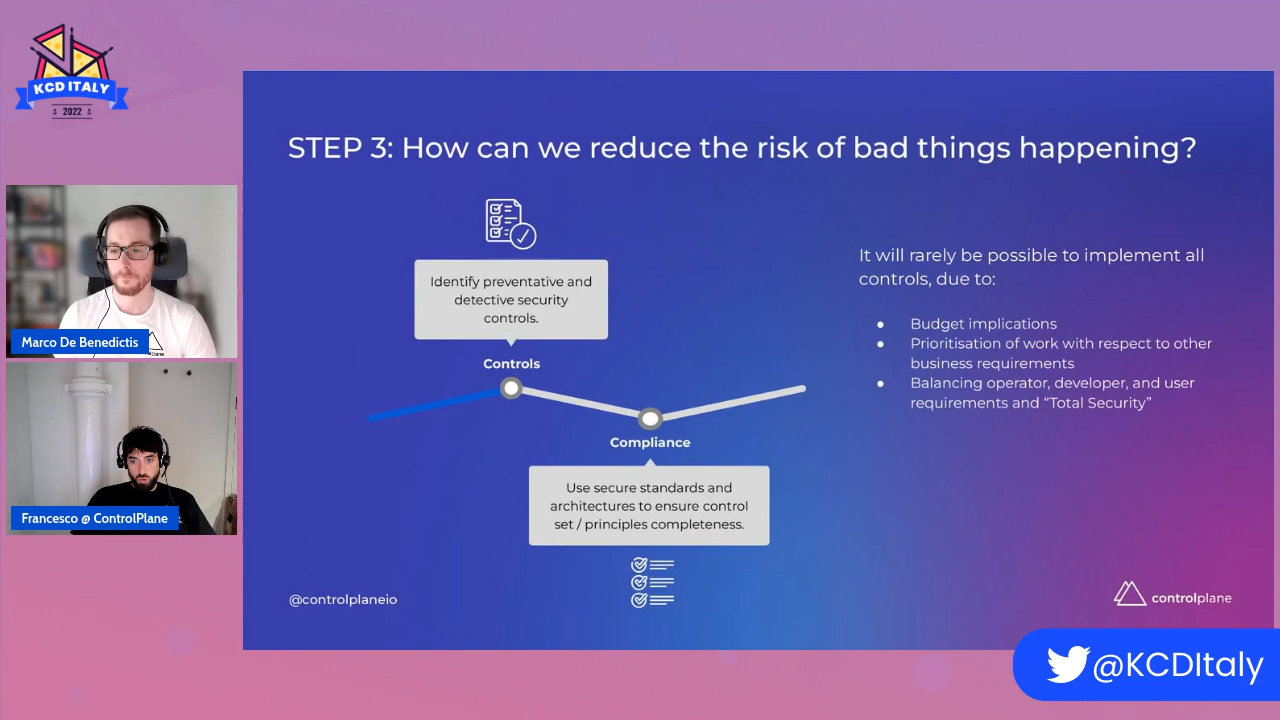 KCD ITALY
2022
STEP 3: How can we reduce the risk of bad things happening?
Identify preventative and
detective security
controls.
Controls
Compliance
Use secure standards and
architectures to ensure control
set / principles completeness.
It will rarely be possible to implement all
controls, due to:
● Budget implications
● Prioritisation of work with respect to other
business requirements
● Balancing operator, developer, and user
requirements and “Total Security”
@controlplaneio
controlplane
Marco De Benedictis
Francesco @ ControlPlane
@KCDItaly